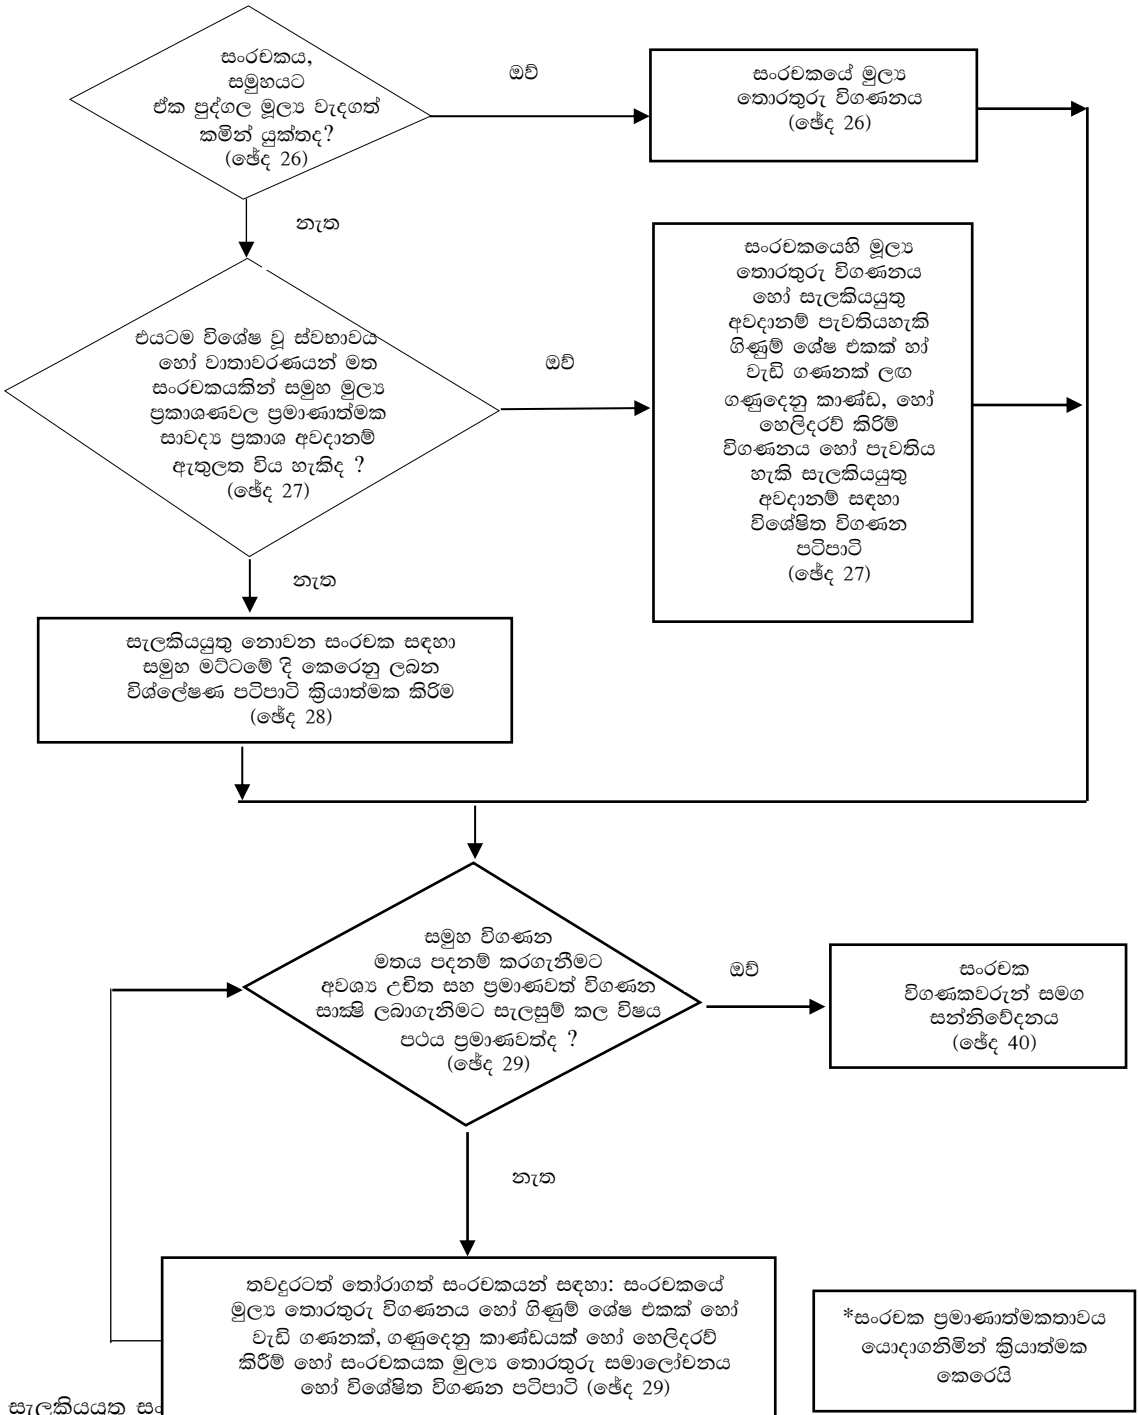 සංරචකය,
සමුහයට
ඒක පුද්ගල මූල්‍ය වැදගත්
කමින් යුක්තද?
(ඡේද 26)
ඔව්
සංරචකයේ මුල්‍ය
තොරතුරු විගණනය
(ඡේද 26)
නැත
එයටම විශේෂ වූ ස්වභාවය
හෝ වාතාවරණයන් මත
සංරචකයකින් සමුහ මුල්‍ය
ප්‍රකාශණවල ප්‍රමාණාත්මක
සාවද්‍ය ප්‍රකාශ අවදානම්
ඇතුලත විය හැකිද ?
(ඡේද 27)
ඔව්
සංරචකයෙහි මූල්‍ය
තොරතුරු විගණනය
හෝ සැලකියයුතු
අවදානම් පැවතියහැකි
ගිණුම් ශේෂ එකක් හා
වැඩි ගණනක් ලඟ
ගණුදෙනු කාණ්ඩ, හෝ
හෙලිදරව් කිරිම්
විගණනය හෝ පැවතිය
හැකි සැලකියයුතු
අවදානම් සඳහා
විශේෂිත විගණන
පටිපාටි
(ඡේද 27)
නැත
සැලකියයුතු නොවන සංරචක සඳහා
සමුහ මට්ටමේ දි කෙරෙනු ලබන
විශ්ලේෂණ පටිපාටි ක්‍රියාත්මක කිරිම
(ඡේද 28)
සමුහ විගණන
මතය පදනම් කරගැනීමට
අවශ්‍ය උචිත සහ ප්‍රමාණවත් විගණන
සාක්‍ෂි ලබාගැනිමට සැලසුම් කල විෂය
පථය ප්‍රමාණවත්ද ?
(ඡේද 29)
ඔව්
සංරචක
විගණකවරුන් සමග
සන්නිවේදනය
(ඡේද 40)
නැත
තවදුරටත් තෝරාගත් සංරචකයන් සඳහා: සංරචකයේ
මුල්‍ය තොරතුරු විගණනය හෝ ගිණුම් ශේෂ එකක් හෝ
වැඩි ගණනක්, ගණුදෙනු කාණ්ඩයක් හෝ හෙලිදරව්
කිරීම් හෝ සංරචකයක මුල්‍ය තොරතුරු සමාලෝචනය
හෝ විශේෂිත විගණන පටිපාටි (ඡේද 29)
*සංරචක ප්‍රමාණාත්මකතාවය
යොදාගනිමින් ක්‍රියාත්මක
කෙරෙයි
සැලකියයුතු